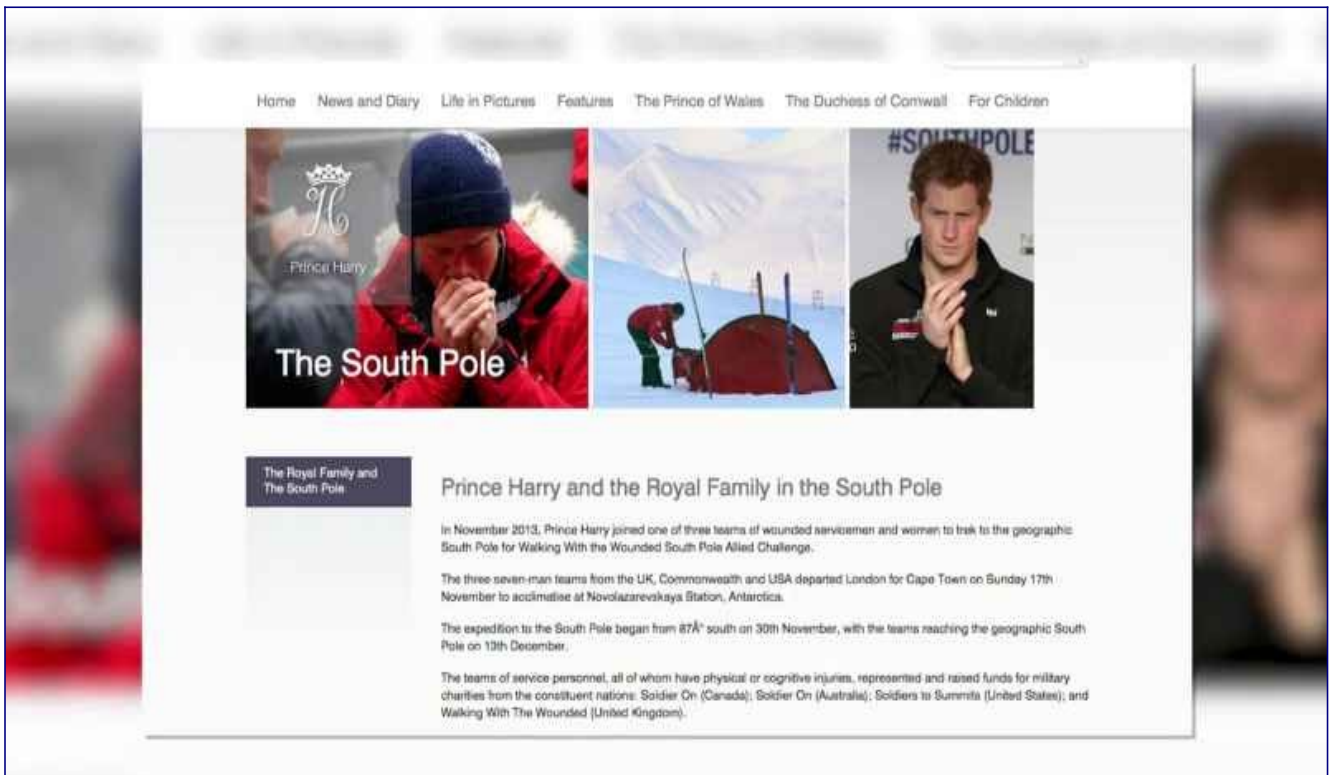 Home News and Diary Life in Pictures Features The Prince of Wales The Duchess of Cornwall For Children
#SOUTHPOLE
H
Prince Harry
The South Pole
The Royal Family and
The South Pole
Prince Harry and the Royal Family in the South Pole
In November 2013, Prince Harry joined one of three teams of wounded servicemen and women to trek to the geographic
South Pole for Walking With the Wounded South Pole Allied Challenge.
The three seven-man teams from the UK, Commonwealth and USA departed London for Cape Town on Sunday 17th
November to acclimatise at Novolazarevskaya Station, Antarctica.
The expedition to the South Pole began from 87Â° south on 30th November, with the teams reaching the geographic South
Pole on 13th December.
The teams of service personnel, all of whom have physical or cognitive injuries, represented and raised funds for military
charities from the constituent nations: Soldier On (Canada); Soldier On (Australia); Soldiers to Summits (United States); and
Walking With The Wounded (United Kingdom).